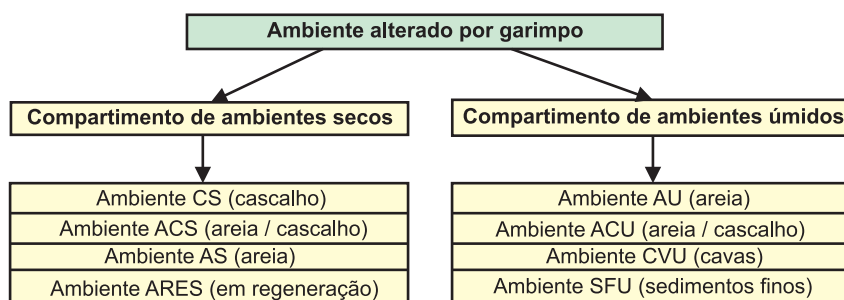 Ambiente alterado por garimpo
Compartimento de ambientes secos
Ambiente CS (cascalho)
Ambiente ACS (areia / cascalho)
Ambiente AS (areia)
Ambiente ARES (em regeneração)
Compartimento de ambientes úmidos
Ambiente AU (areia)
Ambiente ACU (areia / cascalho)
Ambiente CVU (cavas)
Ambiente SFU (sedimentos finos)